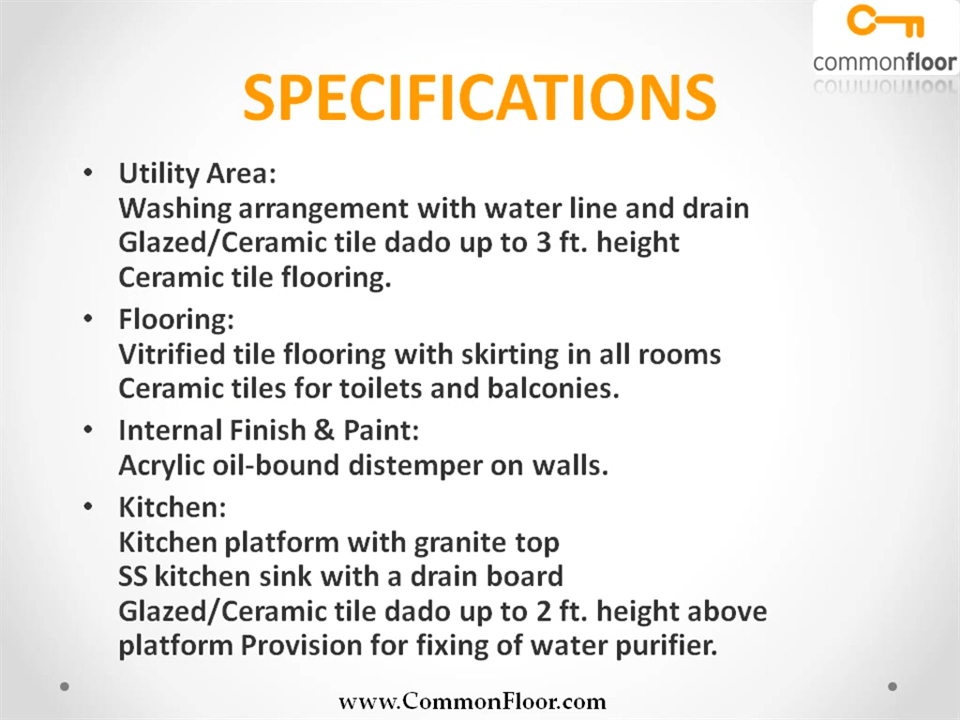 commonfloor
SPECIFICATIONS
• Utility Area:
Washing arrangement with water line and drain
Glazed/Ceramic tile dado up to 3 ft. height
Ceramic tile flooring.
• Flooring:
Vitrified tile flooring with skirting in all rooms
Ceramic tiles for toilets and balconies.
• Internal Finish & Paint:
Acrylic oil-bound distemper on walls.
• Kitchen:
Kitchen platform with granite top
SS kitchen sink with a drain board
Glazed/Ceramic tile dado up to 2 ft. height above
platform Provision for fixing of water purifier.
www.CommonFloor.com